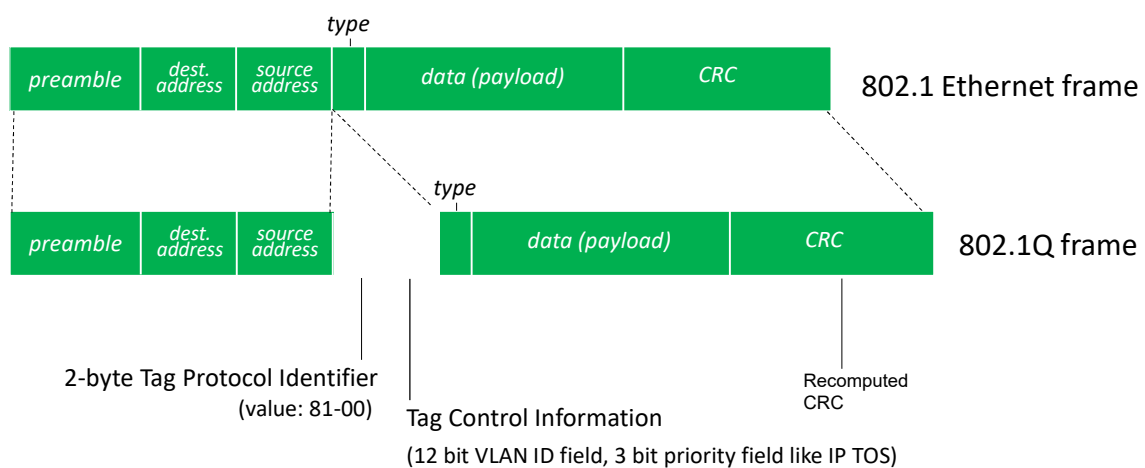 type
preamble
dest.
address
source
address
data (payload)
CRC
802.1 Ethernet frame
type
preamble
dest.
address
source
address
data (payload)
CRC
802.1Q frame
2-byte Tag Protocol Identifier
(value: 81-00)
Recomputed
CRC
Tag Control Information
(12 bit VLAN ID field, 3 bit priority field like IP TOS)